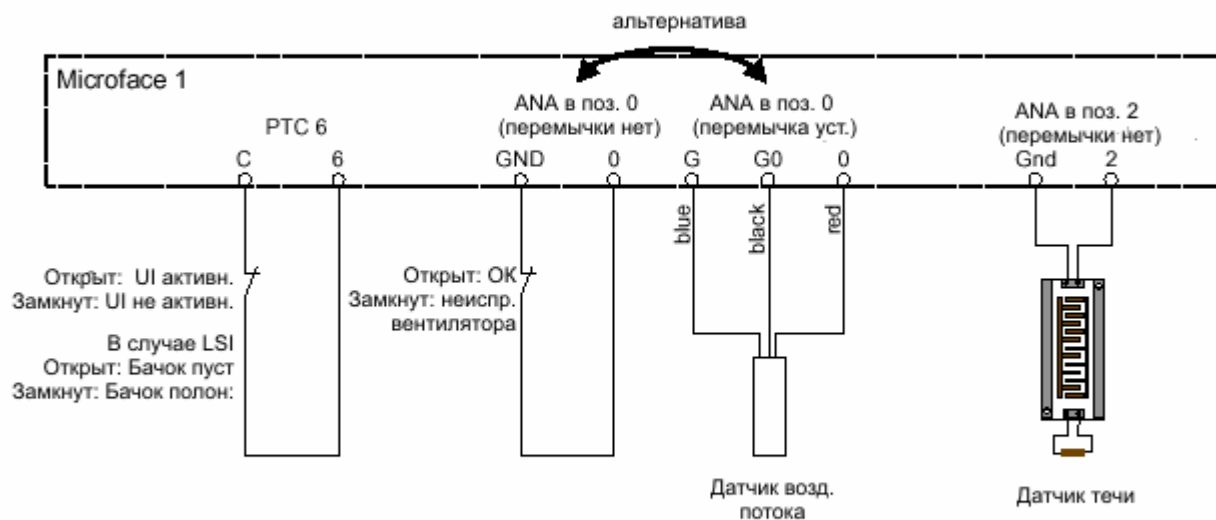 альтернатива
Microface 1
PTC 6
C 6
ANA в поз. 0
(перемычки нет)
GND 0
ANA в поз. 0
(перемычка уст.)
G G0 0
ANA в поз. 2
(перемычки нет)
Gnd 2
blue
black
red
Открыт: UI активн.
Замкнут: UI не активн.
В случае LSI
Открыт: Бачок пуст
Замкнут: Бачок полон:
Открыт: ОК
Замкнут: неиспр.
вентилятора
Датчик возд.
потока
Датчик течи